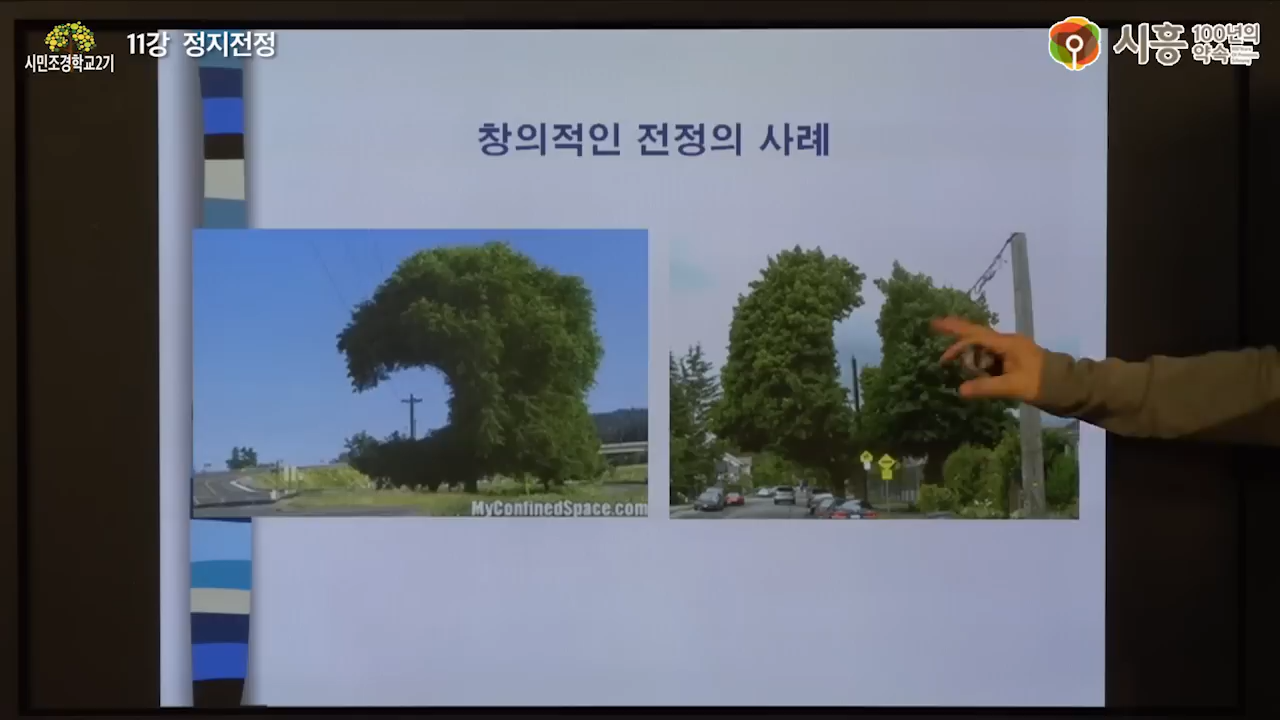 시민조경학교2기
11강 정지전정
시흥
100년의
약속
창의적인 전정의 사례
MyConfinedSpace.com